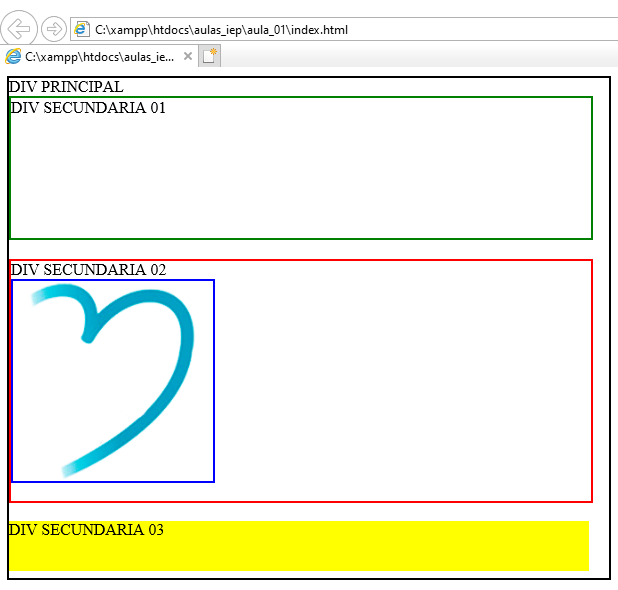 C:\xampp\htdocs\aulas_iep\aula_01\index.html
C:\xampp\htdocs\aulas_ie...
DIV PRINCIPAL
DIV SECUNDARIA 01
DIV SECUNDARIA 02
DIV SECUNDARIA 03